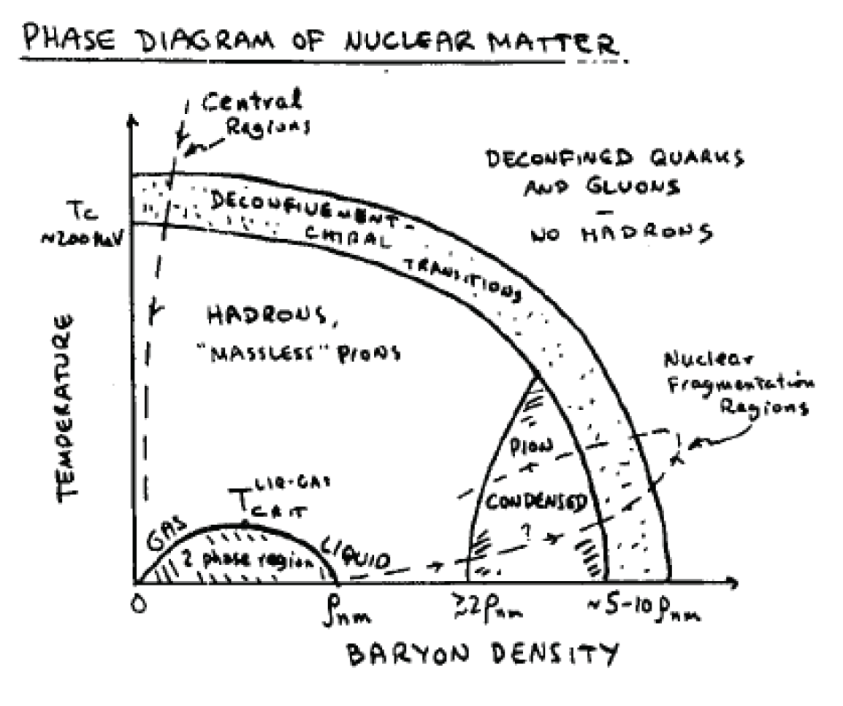 PHASE DIAGRAM OF NUCLEAR MATTER
Central
Regions
DECONFINED QUARKS
AND GLUONS
–
NO HADRONS
Tc
~200 MeV
DECONFINEMENT-
CHIRAL
TRANSITIONS
HADRONS,
"MASSLESS" PIONS
Nuclear
Fragmentation
Regions
TEMPERATURE
PION
CONDENSED
?
T LIQ-GAS
CRIT
GAS
2 phase region
LIQUID
0
ρnm
≳2ρnm
~5-10 ρnm
BARYON DENSITY